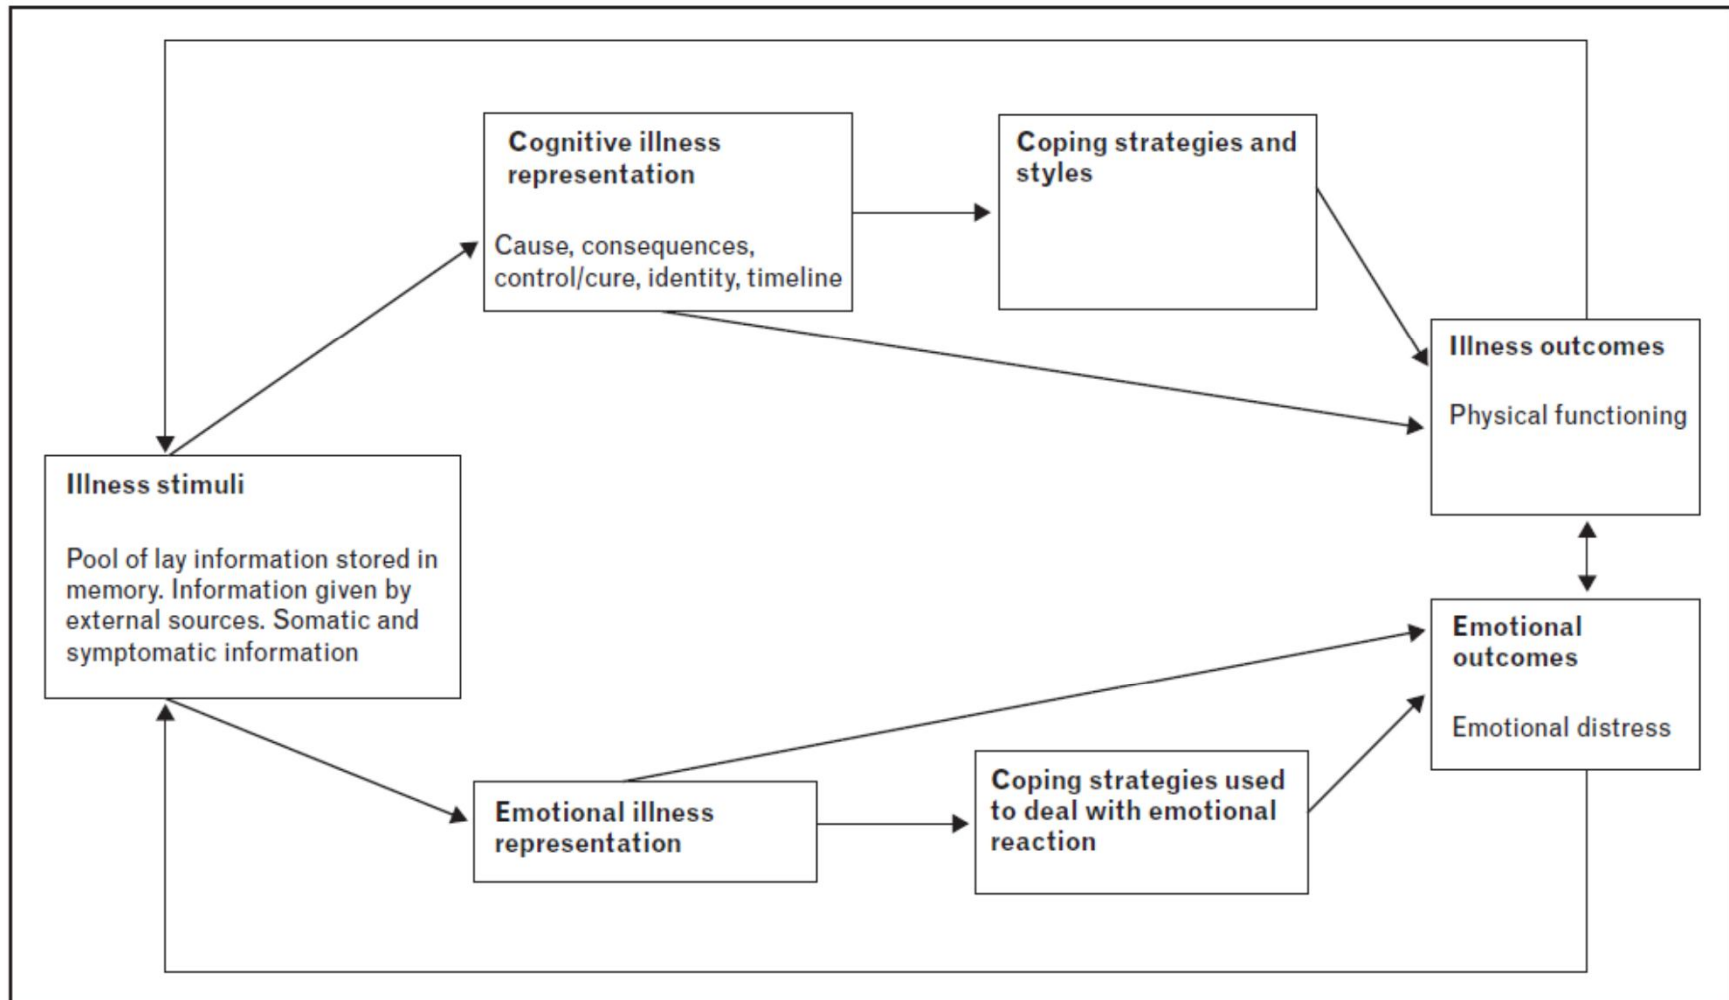 Cognitive illness
representation
Cause, consequences,
control/cure, identity, timeline
Coping strategies and
styles
Illness outcomes
Physical functioning
Illness stimuli
Pool of lay information stored in
memory. Information given by
external sources. Somatic and
symptomatic information
Emotional
outcomes
Emotional distress
Emotional illness
representation
Coping strategies used
to deal with emotional
reaction